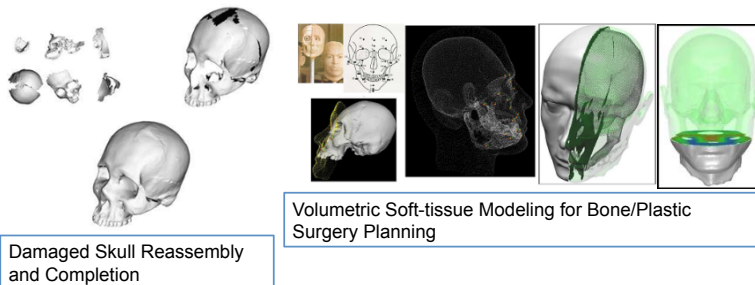 Damaged Skull Reassembly
and Completion
Volumetric Soft-tissue Modeling for Bone/Plastic
Surgery Planning